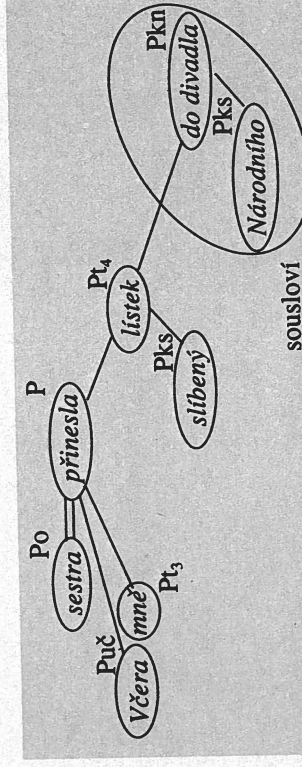 Po
sestra
P
přinesla
Puč
Včera
mně
Pt₃
Pt₄
lístek
Pks
slíbený
Pkn
do divadla
Pks
Národního
sousloví